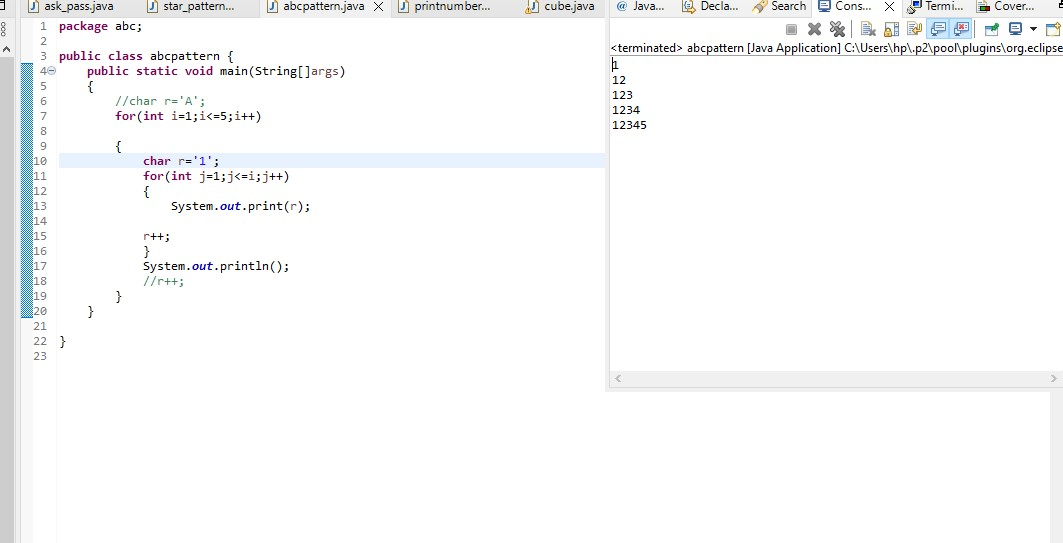 ask_pass.java star_pattern... abcpattern.java printnumber... cube.java
@ Java... Decla... Search Cons... Termi... Cover...
<terminated> abcpattern [Java Application] C:\Users\hp\.p2\pool\plugins\org.eclipse
1 package abc;
2
3 public class abcpattern {
4 public static void main(String[]args)
5 {
6 //char r='A';
7 for(int i=1;i<=5;i++)
8
9 {
10 char r='1';
11 for(int j=1;j<=i;j++)
12 {
13 System.out.print(r);
14
15 r++;
16 }
17 System.out.println();
18 //r++;
19 }
20 }
21
22 }
23
1
12
123
1234
12345